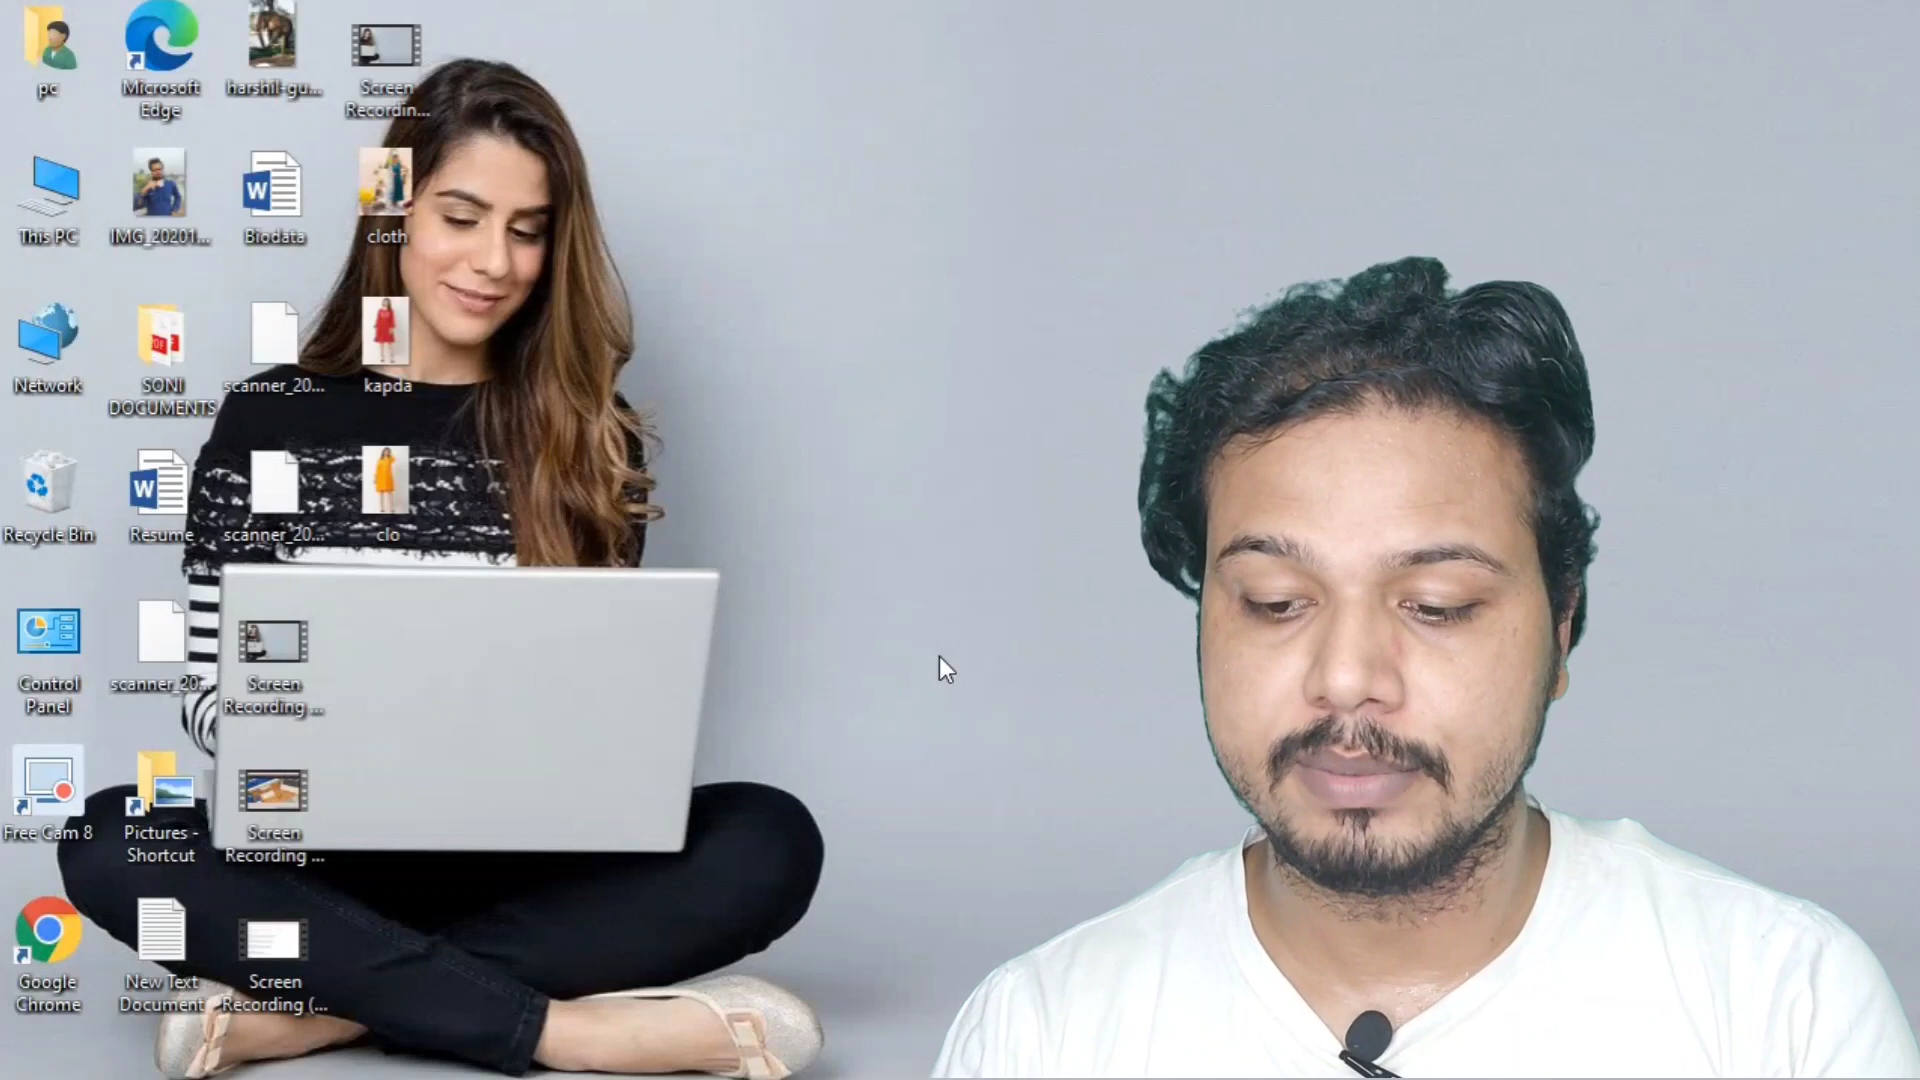 pc
Microsoft
Edge
harshil-gu...
Screen
Recordin...
This PC
IMG_20201...
W
Biodata
cloth
Network
PDF
SONI
DOCUMENTS
scanner_20...
kapda
Recycle Bin
W
Resume
scanner_20...
clo
Control
Panel
scanner_20...
Screen
Recording ...
Free Cam 8
Pictures -
Shortcut
Screen
Recording ...
Google
Chrome
New Text
Document
Screen
Recording (...